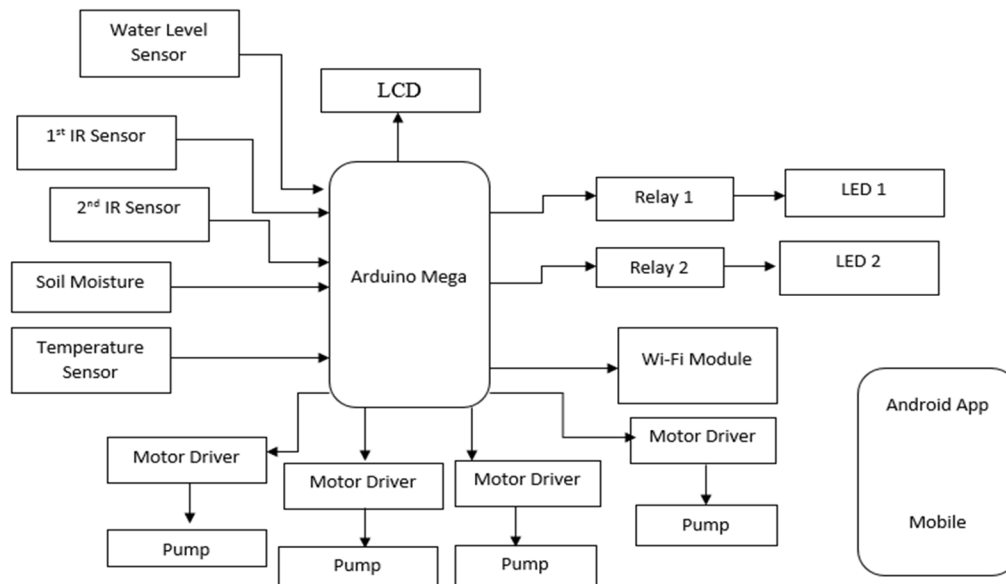 Water Level
Sensor
LCD
1st IR Sensor
2nd IR Sensor
Relay 1
LED 1
Soil Moisture
Arduino Mega
Relay 2
LED 2
Temperature
Sensor
Wi-Fi Module
Android App
Mobile
Motor Driver
Motor Driver
Motor Driver
Motor Driver
Pump
Pump
Pump
Pump